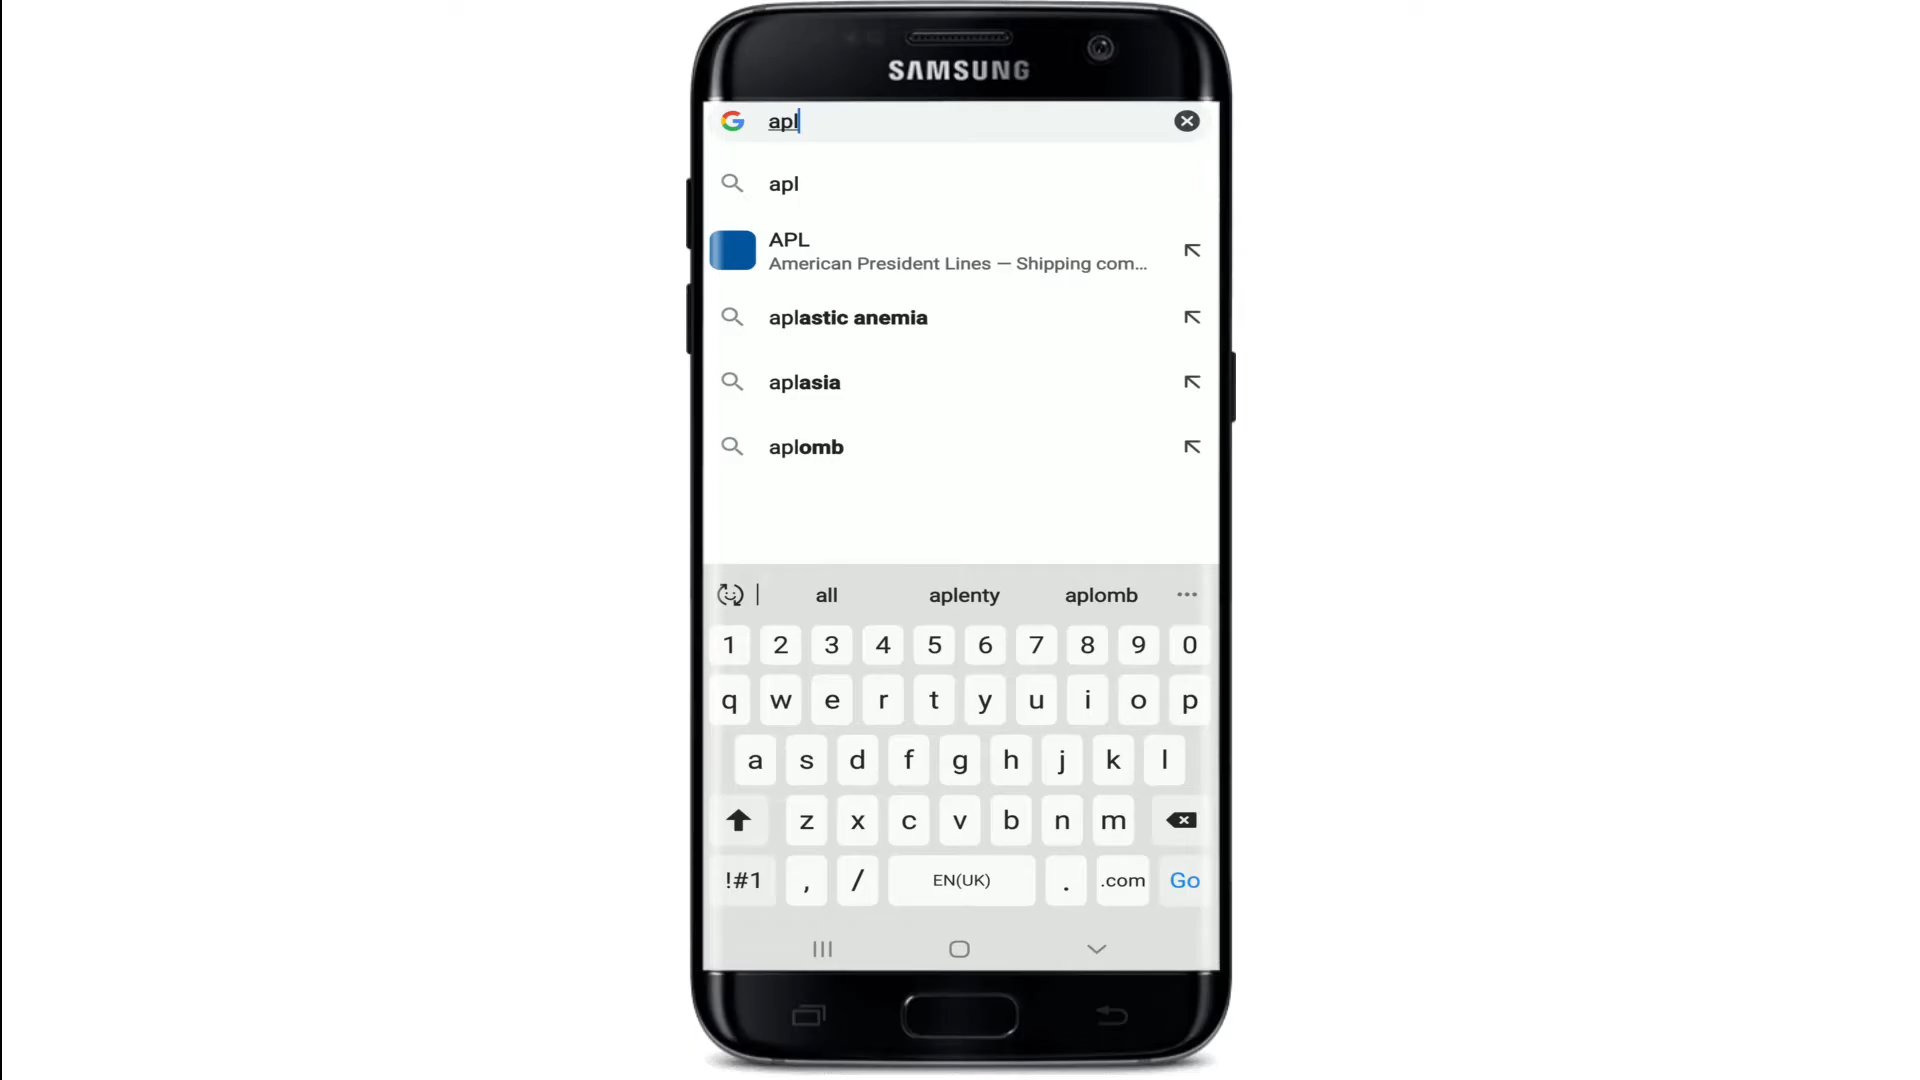 SAMSUNG
apl
apl
APL
American President Lines — Shipping com...
aplastic anemia
aplasia
aplomb
all aplenty aplomb
1 2 3 4 5 6 7 8 9 0
q w e r t y u i o p
a s d f g h j k l
z x c v b n m
!#1 , / EN(UK) . .com Go